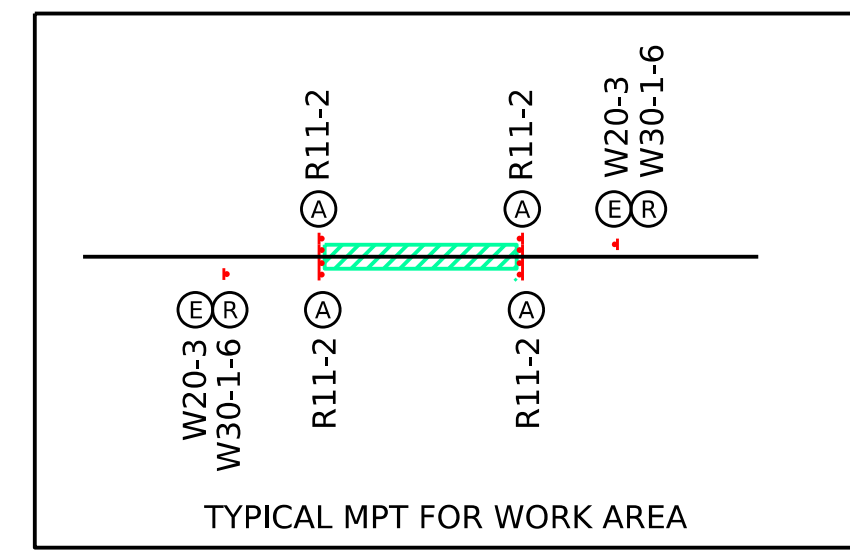 R11-2
R11-2
W20-3
W30-1-6
A
A
E R
E R
A
A
W20-3
W30-1-6
R11-2
R11-2
TYPICAL MPT FOR WORK AREA